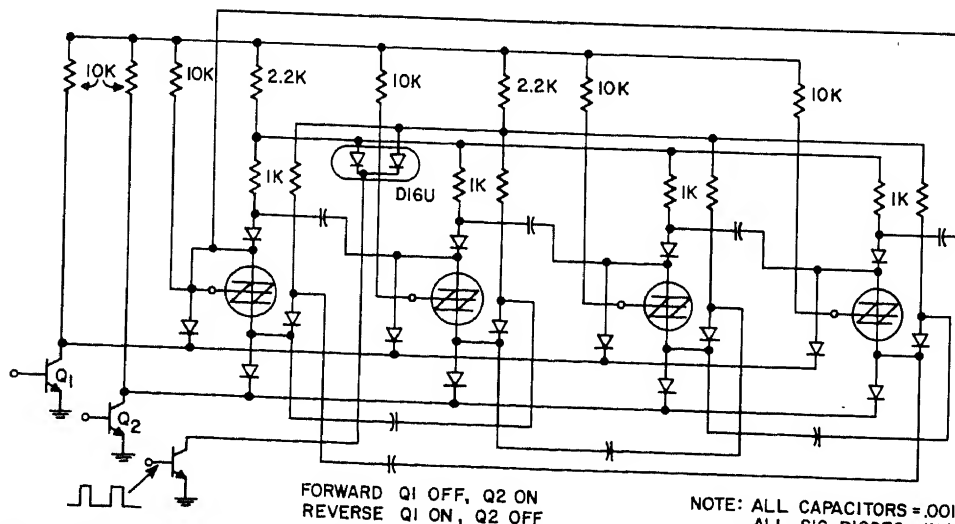 10K
10K
2.2K
10K
2.2K
10K
10K
1K
D16U
1K
1K
1K
Q1
Q2
FORWARD Q1 OFF, Q2 ON
REVERSE Q1 ON, Q2 OFF
NOTE: ALL CAPACITORS = .001